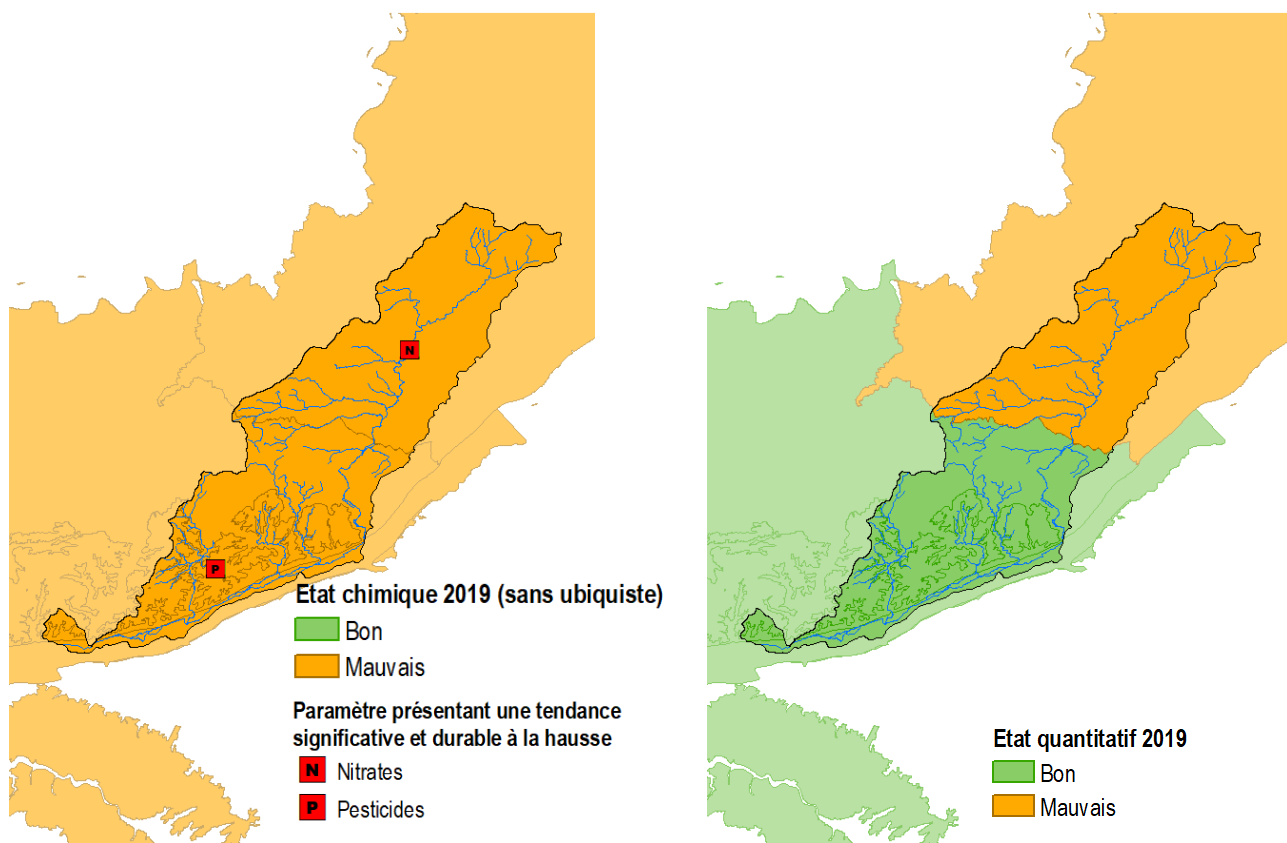 N
P
Etat chimique 2019 (sans ubiquiste)
Bon
Mauvais
Paramètre présentant une tendance
significative et durable à la hausse
N Nitrates
P Pesticides
Etat quantitatif 2019
Bon
Mauvais